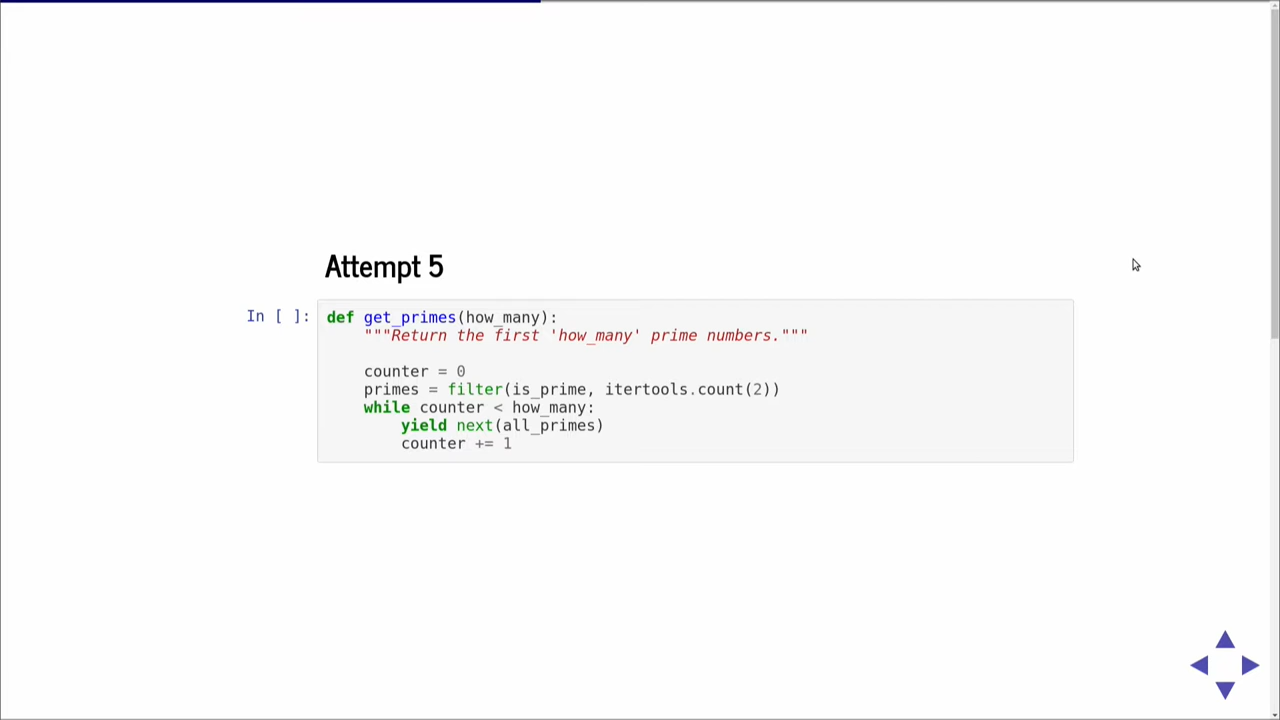 Attempt 5
In [ ]:
def get_primes(how_many):
    """Return the first 'how_many' prime numbers."""
    counter = 0
    primes = filter(is_prime, itertools.count(2))
    while counter < how_many:
        yield next(all_primes)
        counter += 1